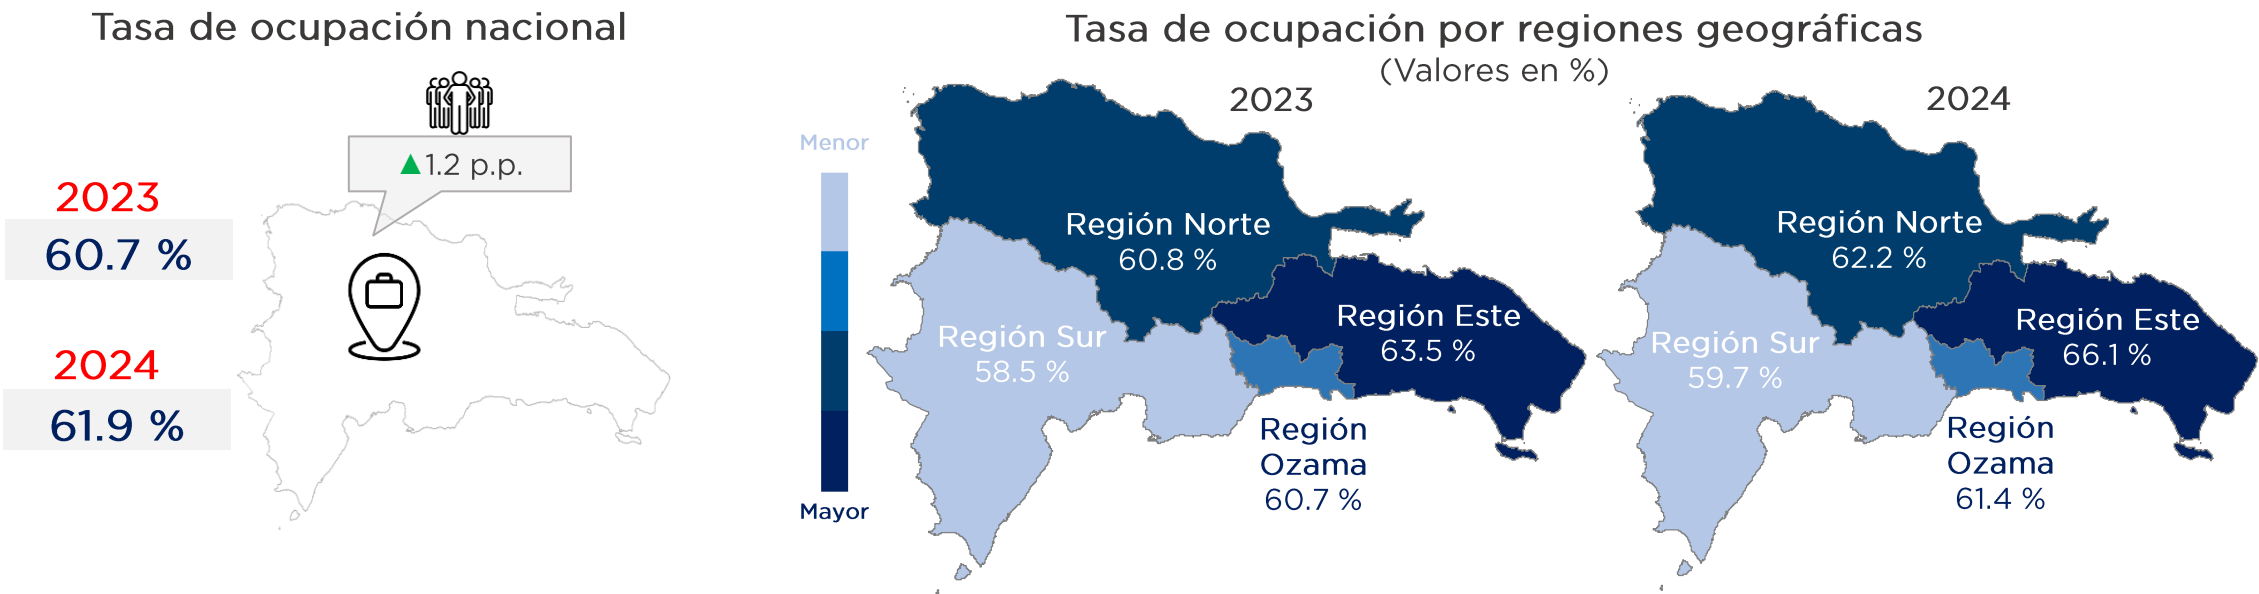 Tasa de ocupación nacional
▲1.2 p.p.
2023
60.7 %
2024
61.9 %
Tasa de ocupación por regiones geográficas
(Valores en %)
Menor
Mayor
2023
Región Norte
60.8 %
Región Sur
58.5 %
Región Este
63.5 %
Región
Ozama
60.7 %
2024
Región Norte
62.2 %
Región Sur
59.7 %
Región Este
66.1 %
Región
Ozama
61.4 %